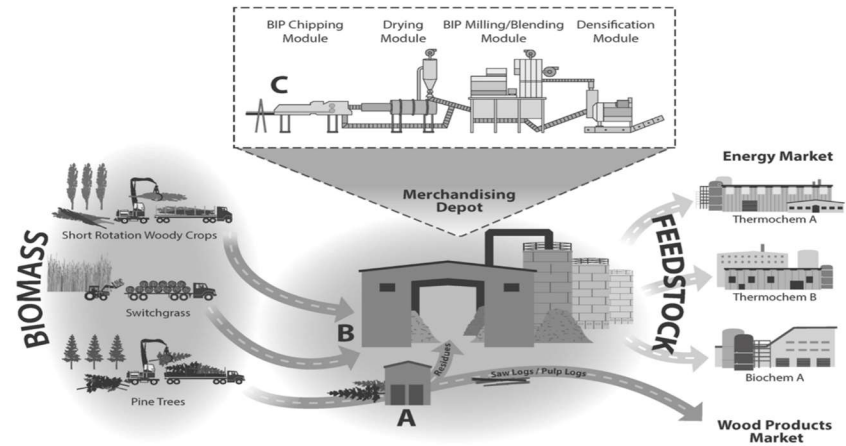 BIP Chipping
Module
Drying
Module
BIP Milling/Blending
Module
Densification
Module
C
Merchandising
Depot
BIOMASS
Short Rotation Woody Crops
Switchgrass
Pine Trees
B
A
Residues
Saw Logs / Pulp Logs
FEEDSTOCK
Energy Market
Thermochem A
Thermochem B
Biochem A
Wood Products
Market